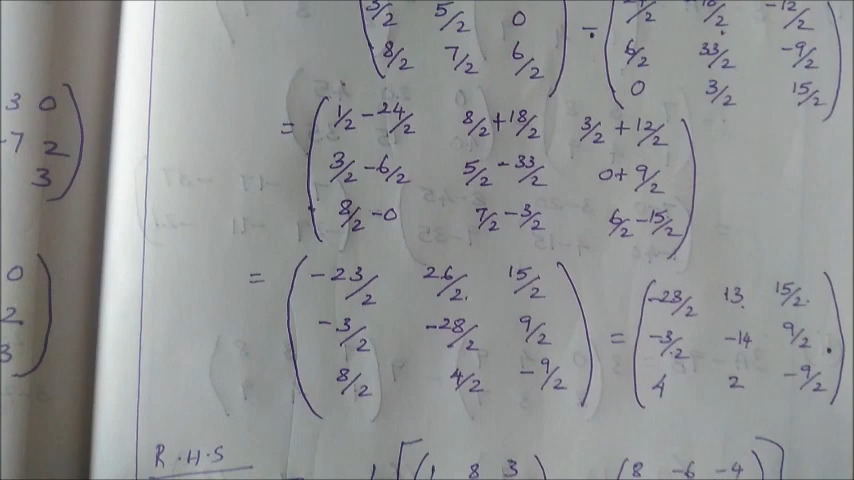 3/2 5/2 0 - -18/2 -12/2
8/2 7/2 6/2 6/2 33/2 -9/2
0 3/2 15/2
3 0
-7 2
3
= 1/2 - 24/2 8/2 + 18/2 3/2 + 12/2
3/2 - 6/2 5/2 - 33/2 0 + 9/2
8/2 - 0 7/2 - 3/2 6/2 - 15/2
0
2
3
= ( -23/2 26/2 15/2 ) = ( -23/2 13 15/2 )
-3/2 -28/2 9/2 -3/2 -14 9/2
8/2 4/2 -9/2 4 2 -9/2
R.H.S
1 8 3 8 -6 -4